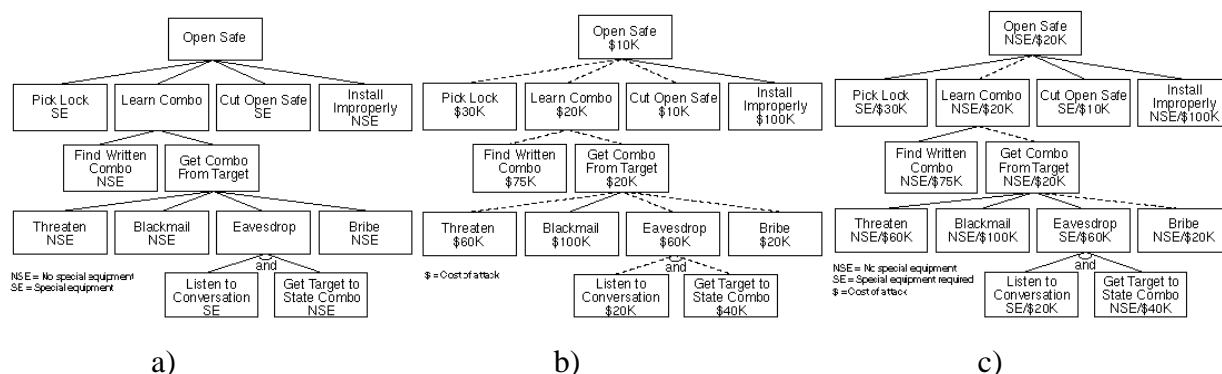 Open Safe
Pick Lock
SE
Learn Combo
Cut Open Safe
SE
Install
Improperly
NSE
Find Written
Combo
NSE
Get Combo
From Target
Threaten
NSE
Blackmail
NSE
Eavesdrop
Bribe
NSE
and
Listen to
Conversation
SE
Get Target to
State Combo
NSE
NSE = No special equipment
SE = Special equipment
a)
Open Safe
$10K
Pick Lock
$30K
Learn Combo
$20K
Cut Open Safe
$10K
Install
Improperly
$100K
Find Written
Combo
$75K
Get Combo
From Target
$20K
Threaten
$60K
Blackmail
$100K
Eavesdrop
$60K
Bribe
$20K
and
Listen to
Conversation
$20K
Get Target to
State Combo
$40K
$ = Cost of attack
b)
Open Safe
NSE/$20K
Pick Lock
SE/$30K
Learn Combo
NSE/$20K
Cut Open Safe
SE/$10K
Install
Improperly
NSE/$100K
Find Written
Combo
NSE/$75K
Get Combo
From Target
NSE/$20K
Threaten
NSE/$60K
Blackmail
NSE/$100K
Eavesdrop
SE/$60K
Bribe
NSE/$20K
and
Listen to
Conversation
SE/$20K
Get Target to
State Combo
NSE/$40K
NSE = No special equipment
SE = Special equipment required
$ = Cost of attack
c)